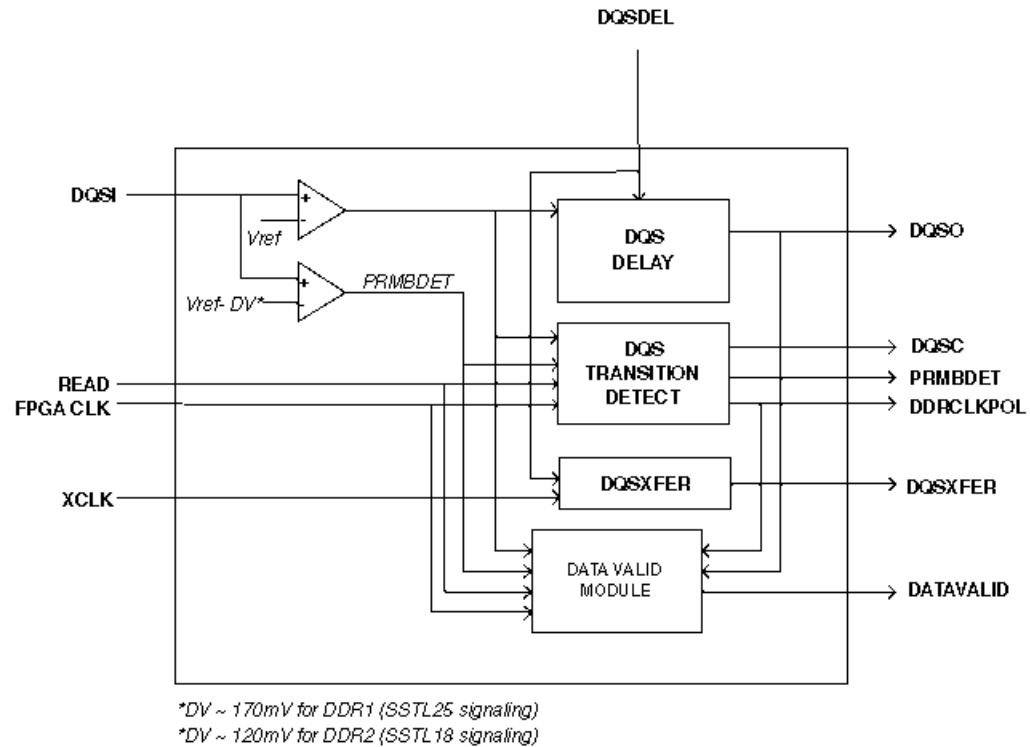 DQSDEL
DQSI
+
-
Vref
DQS
DELAY
DQSO
+
-
Vref- DV*
PRMBDET
DQS
TRANSITION
DETECT
DQSC
PRMBDET
DDRCLKPOL
READ
FPGA CLK
XCLK
DQSXFER
DQSXFER
DATA VALID
MODULE
DATAVALID
*DV ~ 170mV for DDR1 (SSTL25 signaling)
*DV ~ 120mV for DDR2 (SSTL18 signaling)